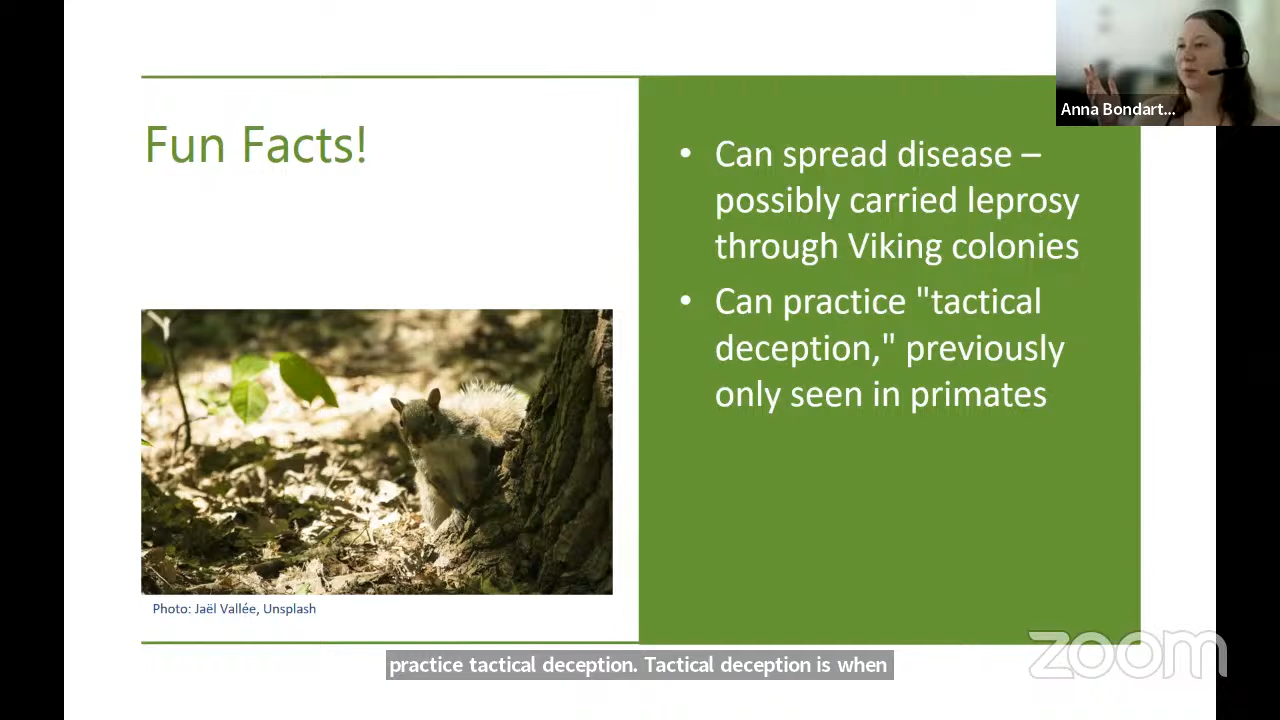 Fun Facts!
• Can spread disease –
possibly carried leprosy
through Viking colonies
• Can practice "tactical
deception," previously
only seen in primates
Photo: Jaël Vallée, Unsplash
Anna Bondart...
practice tactical deception. Tactical deception is when
zoom